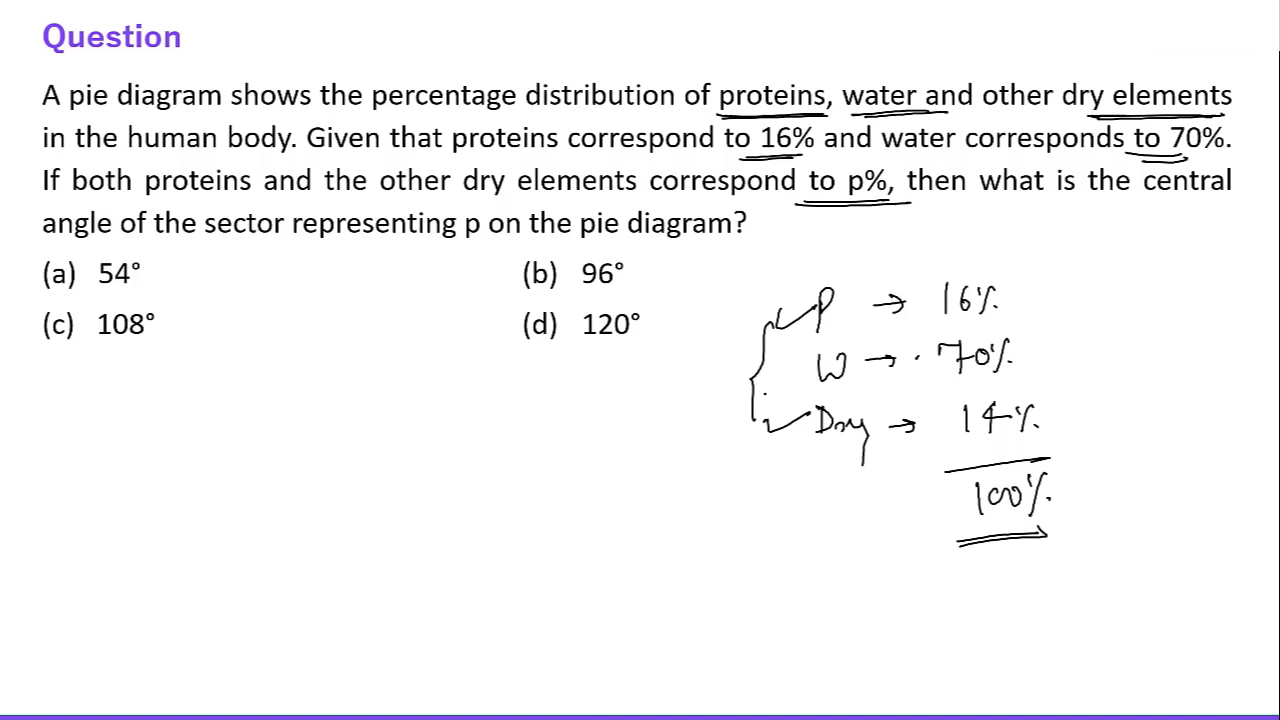 Question
A pie diagram shows the percentage distribution of proteins, water and other dry elements
in the human body. Given that proteins correspond to 16% and water corresponds to 70%.
If both proteins and the other dry elements correspond to p%, then what is the central
angle of the sector representing p on the pie diagram?
(a) 54° (b) 96°
(c) 108° (d) 120°
P → 16%
W → 70%
Dry → 14%
100%